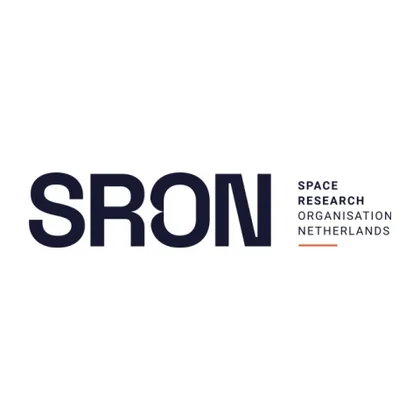 SRON
SPACE
RESEARCH
ORGANISATION
NETHERLANDS